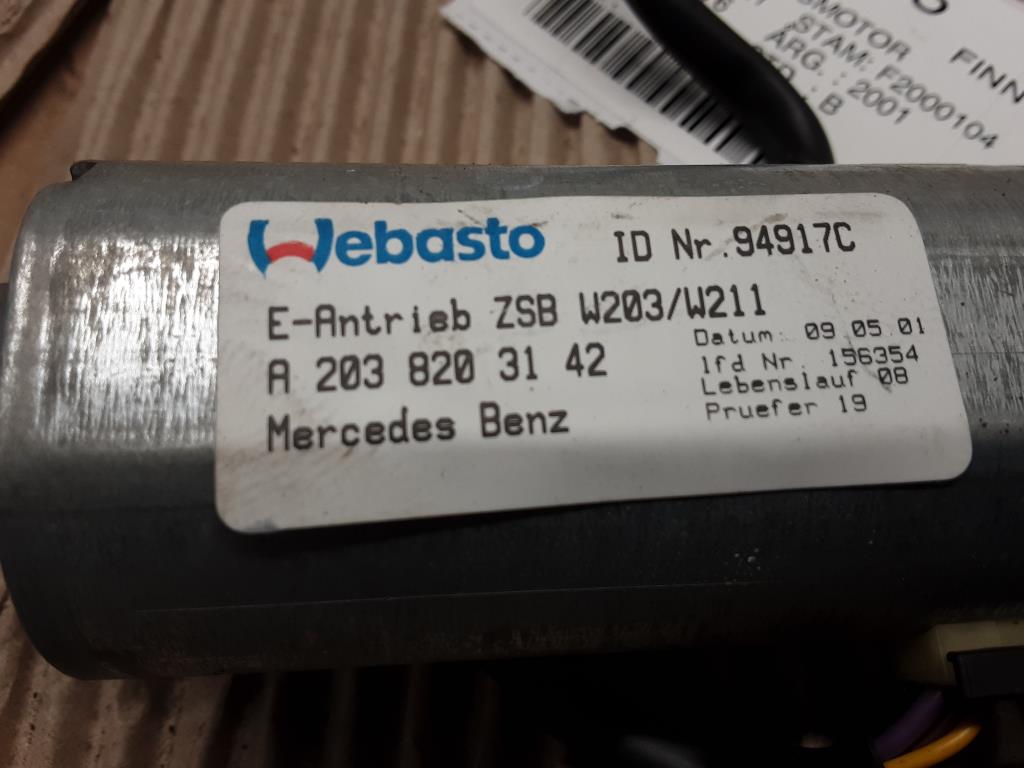 SMOTOR FINN
STAM: F2000104
ARG. : 2001
: B
Webasto ID Nr.94917C
E-Antrieb ZSB W203/W211
A 203 820 31 42
Mercedes Benz
Datum: 09.05.01
lfd Nr. 156354
Lebenslauf 08
Pruefer 19